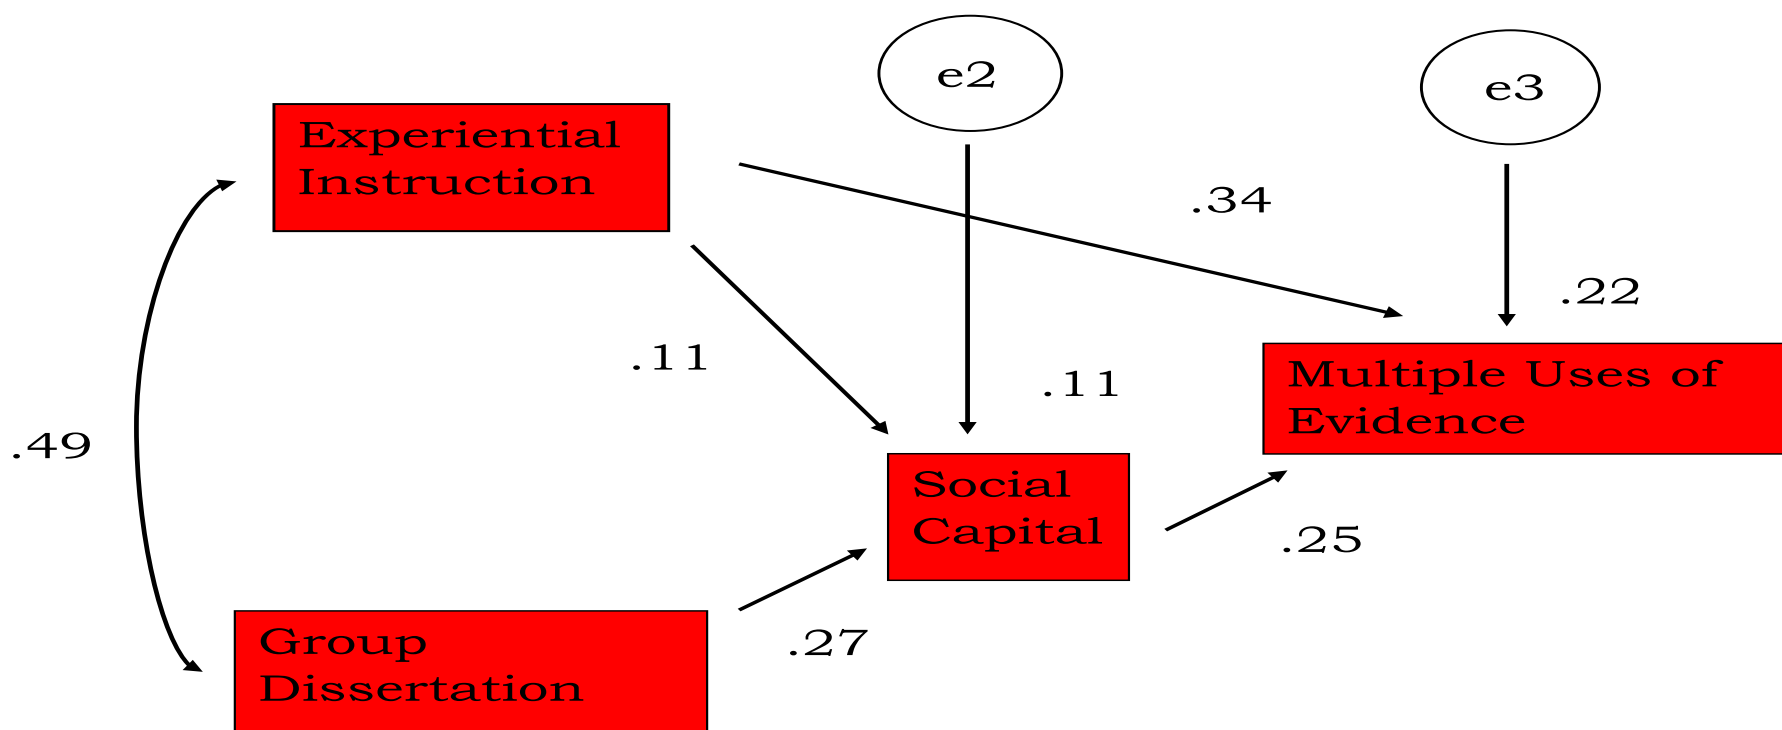 e2
e3
Experiential
Instruction
.34
.22
.11
.11
Multiple Uses of
Evidence
.49
Social
Capital
.25
.27
Group
Dissertation